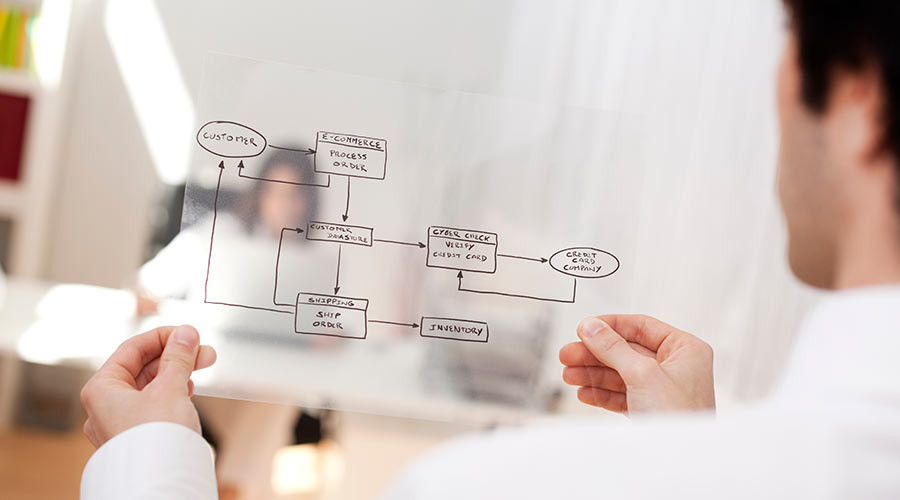 CUSTOMER
E-COMMERCE
PROCESS
ORDER
CUSTOMER
DATASTORE
CYBER CHECK
VERIFY
CREDIT CARD
CREDIT
CARD
COMPANY
SHIPPING
SHIP
ORDER
INVENTORY